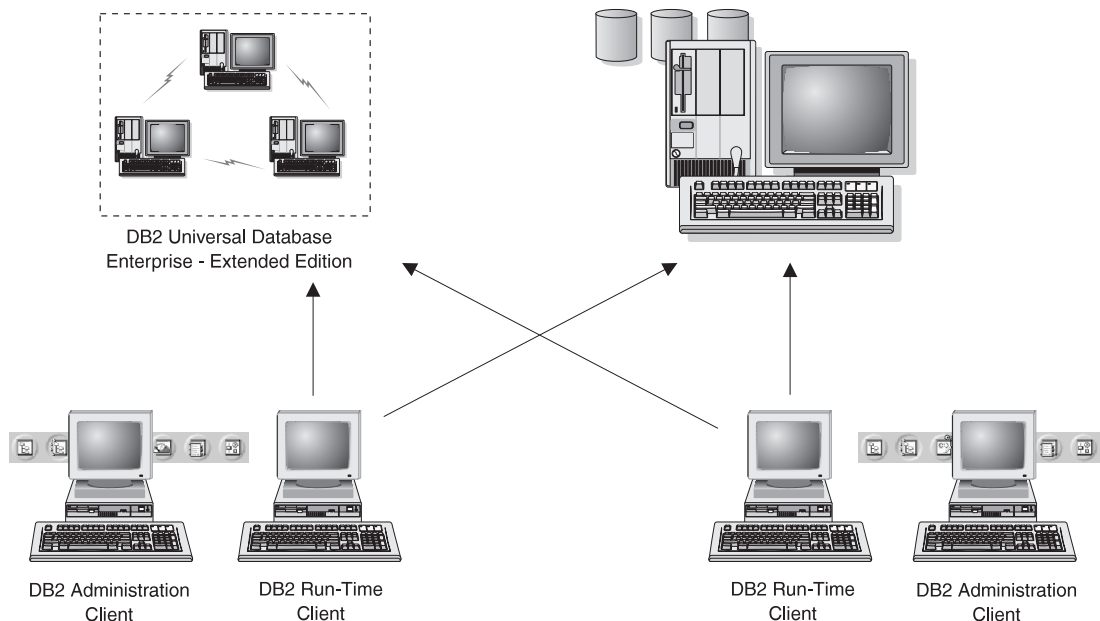 DB2 Universal Database
Enterprise - Extended Edition
DB2 Administration
Client
DB2 Run-Time
Client
DB2 Run-Time
Client
DB2 Administration
Client